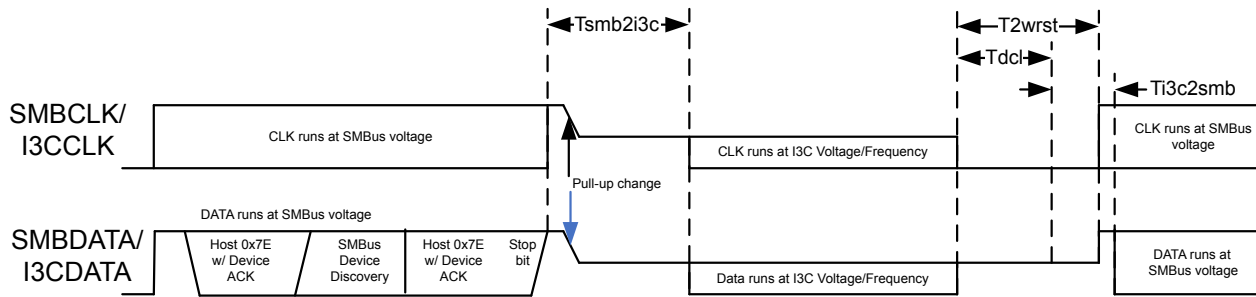 Tsmb2i3c
T2wrst
Tdcl
Ti3c2smb
SMBCLK/
I3CCLK
CLK runs at SMBus voltage
CLK runs at I3C Voltage/Frequency
CLK runs at SMBus
voltage
Pull-up change
SMBDATA/
I3CDATA
DATA runs at SMBus voltage
Host 0x7E
w/ Device
ACK
SMBus
Device
Discovery
Host 0x7E
w/ Device
ACK
Stop
bit
Data runs at I3C Voltage/Frequency
DATA runs at
SMBus voltage